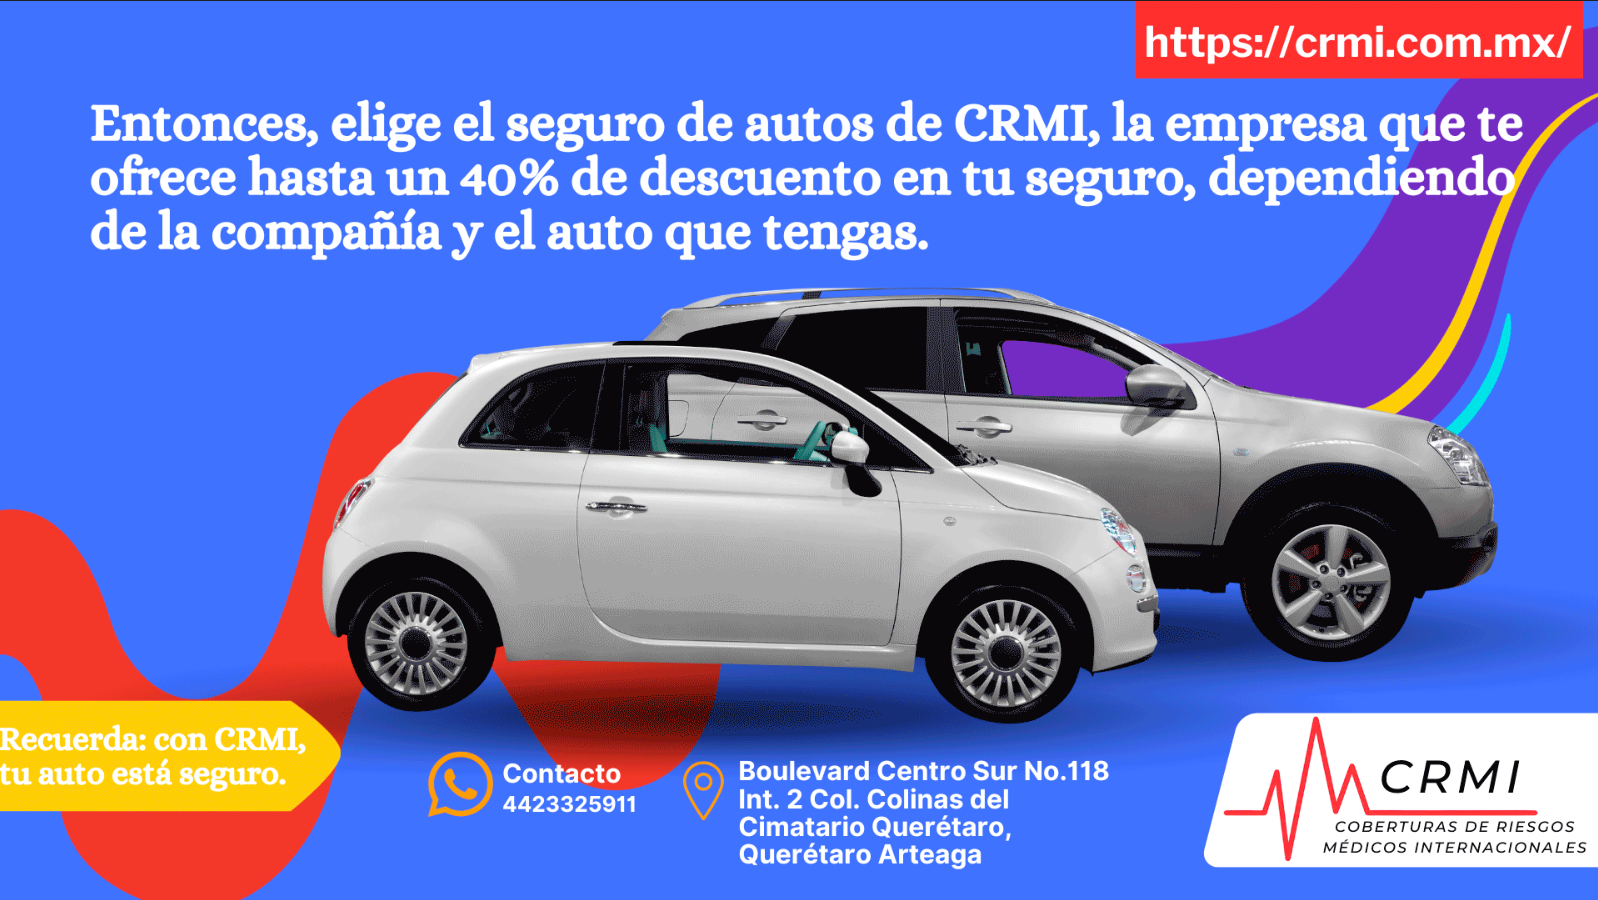 https://crmi.com.mx/
Entonces, elige el seguro de autos de CRMI, la empresa que te
ofrece hasta un 40% de descuento en tu seguro, dependiendo
de la compañía y el auto que tengas.
Recuerda: con CRMI,
tu auto está seguro.
Contacto
4423325911
Boulevard Centro Sur No.118
Int. 2 Col. Colinas del
Cimatario Querétaro,
Querétaro Arteaga
CRMI
COBERTURAS DE RIESGOS
MÉDICOS INTERNACIONALES